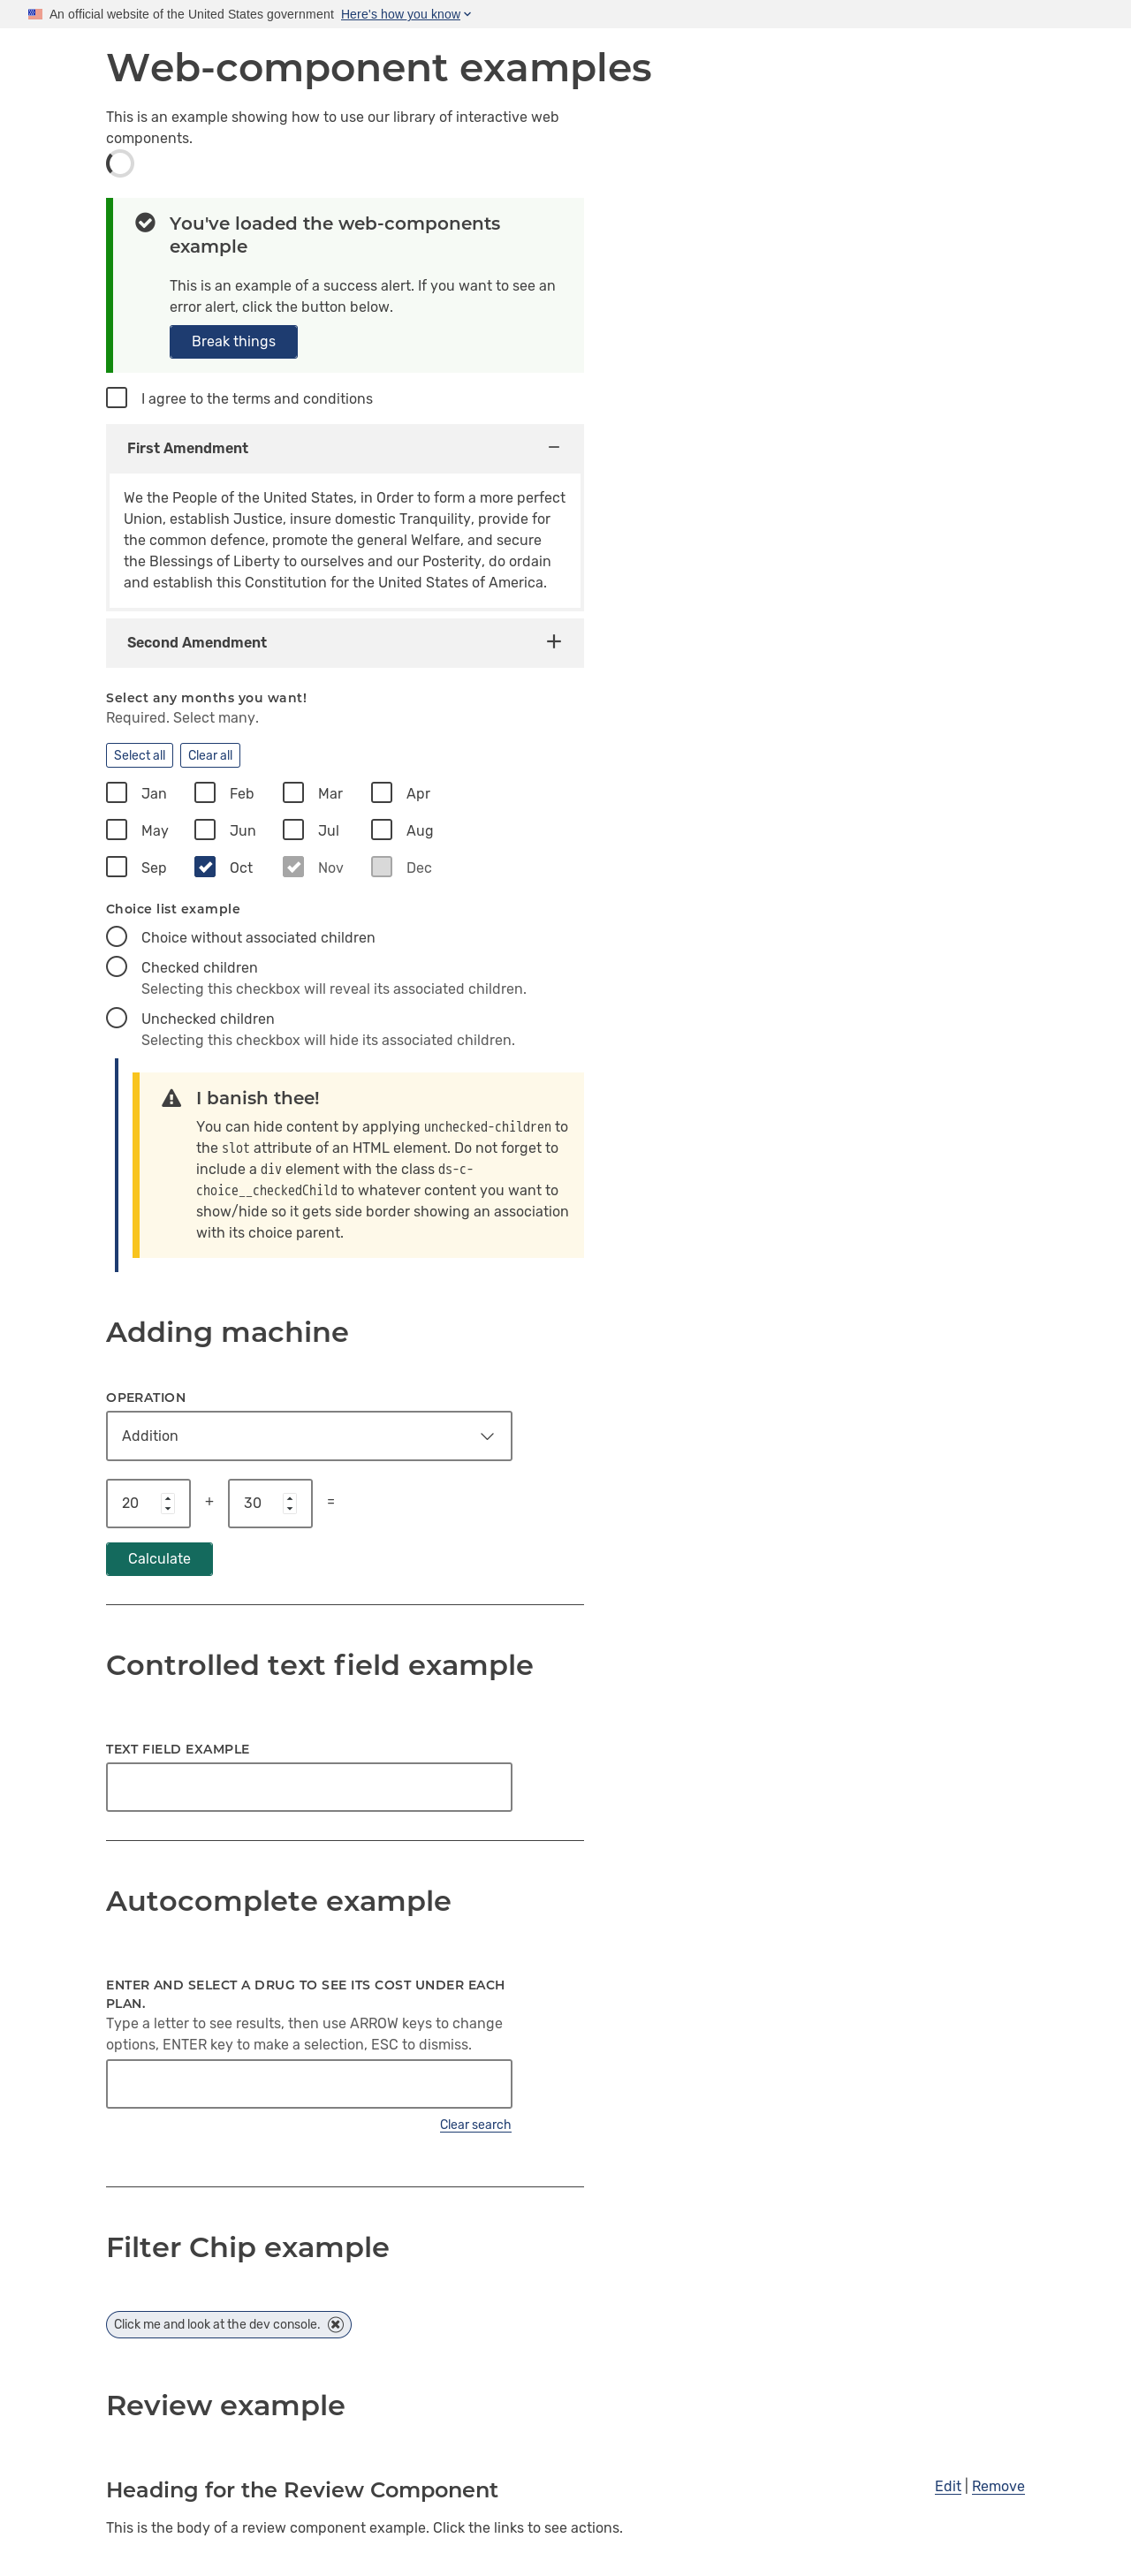 An official website of the United States government Here's how you know
Web-component examples
This is an example showing how to use our library of interactive web
components.
You've loaded the web-components
example
This is an example of a success alert. If you want to see an
error alert, click the button below.
Break things
I agree to the terms and conditions
First Amendment
We the People of the United States, in Order to form a more perfect
Union, establish Justice, insure domestic Tranquility, provide for
the common defence, promote the general Welfare, and secure
the Blessings of Liberty to ourselves and our Posterity, do ordain
and establish this Constitution for the United States of America.
Second Amendment
Select any months you want!
Required. Select many.
Select all Clear all
Jan Feb Mar Apr
May Jun Jul Aug
Sep Oct Nov Dec
Choice list example
Choice without associated children
Checked children
Selecting this checkbox will reveal its associated children.
Unchecked children
Selecting this checkbox will hide its associated children.
I banish thee!
You can hide content by applying unchecked-children to
the slot attribute of an HTML element. Do not forget to
include a div element with the class ds-c-
choice__checkedChild to whatever content you want to
show/hide so it gets side border showing an association
with its choice parent.
Adding machine
OPERATION
Addition
20 + 30 =
Calculate
Controlled text field example
TEXT FIELD EXAMPLE
Autocomplete example
ENTER AND SELECT A DRUG TO SEE ITS COST UNDER EACH
PLAN.
Type a letter to see results, then use ARROW keys to change
options, ENTER key to make a selection, ESC to dismiss.
Clear search
Filter Chip example
Click me and look at the dev console.
Review example
Heading for the Review Component
Edit | Remove
This is the body of a review component example. Click the links to see actions.